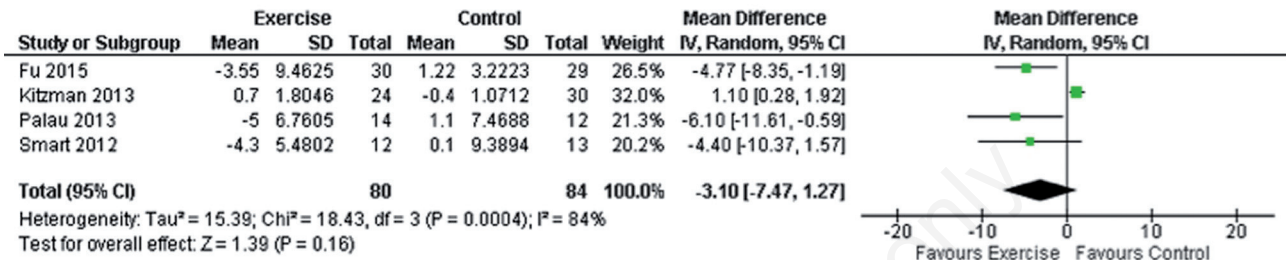 Exercise Control Mean Difference Mean Difference
Study or Subgroup Mean SD Total Mean SD Total Weight IV, Random, 95% CI IV, Random, 95% CI
Fu 2015 -3.55 9.4625 30 1.22 3.2223 29 26.5% -4.77 [-8.35, -1.19]
Kitzman 2013 0.7 1.8046 24 -0.4 1.0712 30 32.0% 1.10 [0.28, 1.92]
Palau 2013 -5 6.7605 14 1.1 7.4688 12 21.3% -6.10 [-11.61, -0.59]
Smart 2012 -4.3 5.4802 12 0.1 9.3894 13 20.2% -4.40 [-10.37, 1.57]
Total (95% CI) 80 84 100.0% -3.10 [-7.47, 1.27]
Heterogeneity: Tau² = 15.39; Chi² = 18.43, df = 3 (P = 0.0004); I² = 84%
Test for overall effect: Z = 1.39 (P = 0.16)
-20 -10 0 10 20
Favours Exercise Favours Control
only